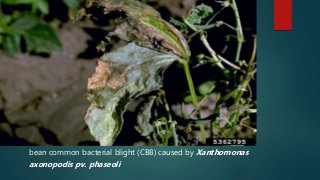 5362795
bean common bacterial blight (CBB) caused by Xanthomonas
axonopodis pv. phaseoli